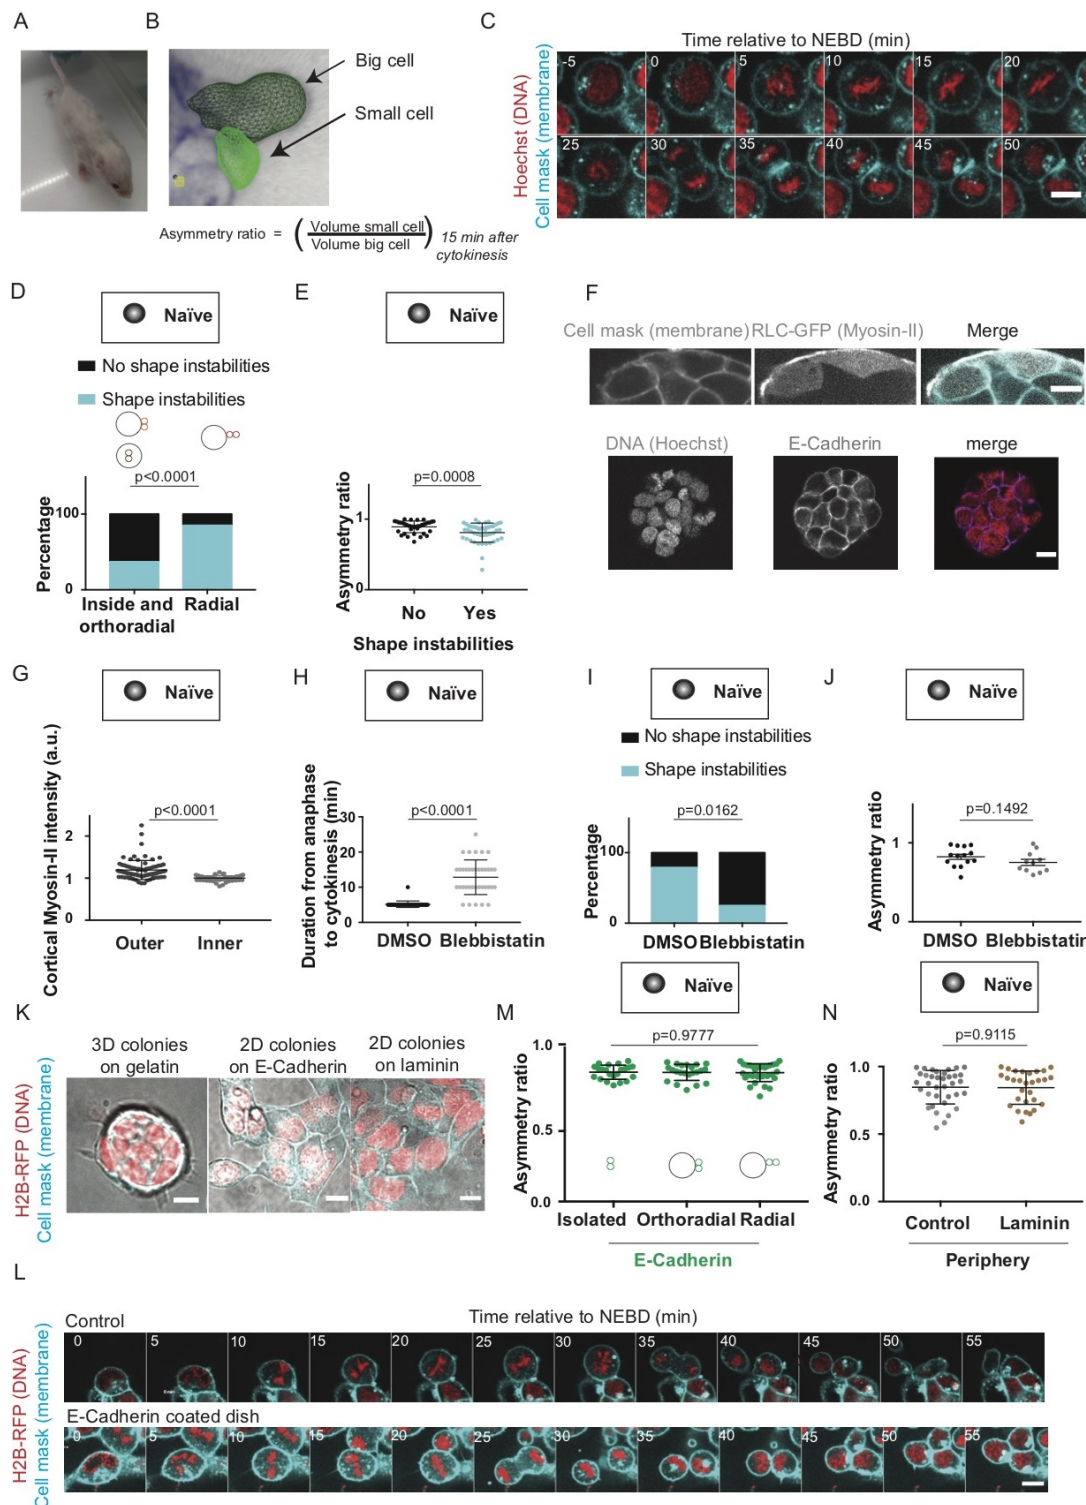 A
B
Big cell
Small cell
Asymmetry ratio = ( Volume small cell
Volume big cell ) 15 min after
cytokinesis
C
Time relative to NEBD (min)
Hoechst (DNA)
Cell mask (membrane)
-5 0 5 10 15 20
25 30 35 40 45 50
D
Naïve
No shape instabilities
Shape instabilities
p<0.0001
Percentage
100
0
Inside and
orthoradial
Radial
E
Naïve
p=0.0008
Asymmetry ratio
1
0
No Yes
Shape instabilities
F
Cell mask (membrane) RLC-GFP (Myosin-II) Merge
DNA (Hoechst) E-Cadherin merge
G
Naïve
Cortical Myosin-II intensity (a.u.)
p<0.0001
2
1
0
Outer Inner
H
Naïve
Duration from anaphase
to cytokinesis (min)
p<0.0001
30
20
10
0
DMSO Blebbistatin
I
Naïve
No shape instabilities
Shape instabilities
p=0.0162
Percentage
100
0
DMSO Blebbistatin
J
Naïve
p=0.1492
Asymmetry ratio
1
0
DMSO Blebbistatin
K
3D colonies
on gelatin
2D colonies
on E-Cadherin
2D colonies
on laminin
H2B-RFP (DNA)
Cell mask (membrane)
M
Naïve
p=0.9777
Asymmetry ratio
1.0
0.5
0.0
Isolated Orthoradial Radial
E-Cadherin
N
Naïve
p=0.9115
Asymmetry ratio
1.0
0.5
0.0
Control Laminin
Periphery
L
Control
Time relative to NEBD (min)
H2B-RFP (DNA)
Cell mask (membrane)
0 5 10 15 20 25 30 35 40 45 50 55
E-Cadherin coated dish
0 5 10 15 20 25 30 35 40 45 50 55